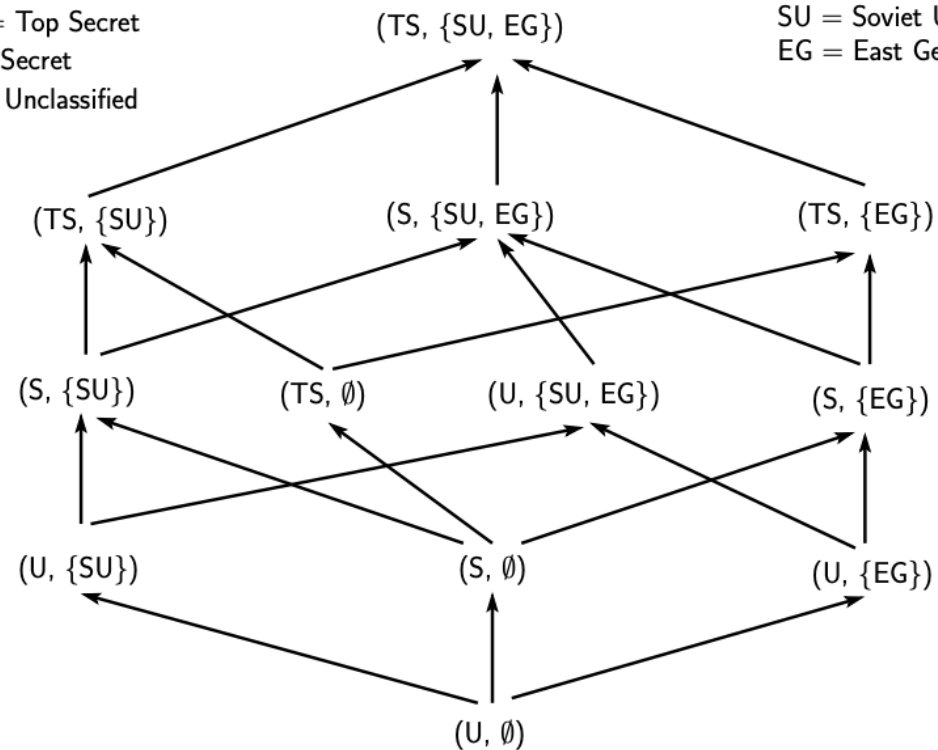 = Top Secret
Secret
Unclassified
SU = Soviet
EG = East
(TS, {SU, EG})
(TS, {SU})
(S, {SU, EG})
(TS, {EG})
(S, {SU})
(TS, ∅)
(U, {SU, EG})
(S, {EG})
(U, {SU})
(S, ∅)
(U, {EG})
(U, ∅)